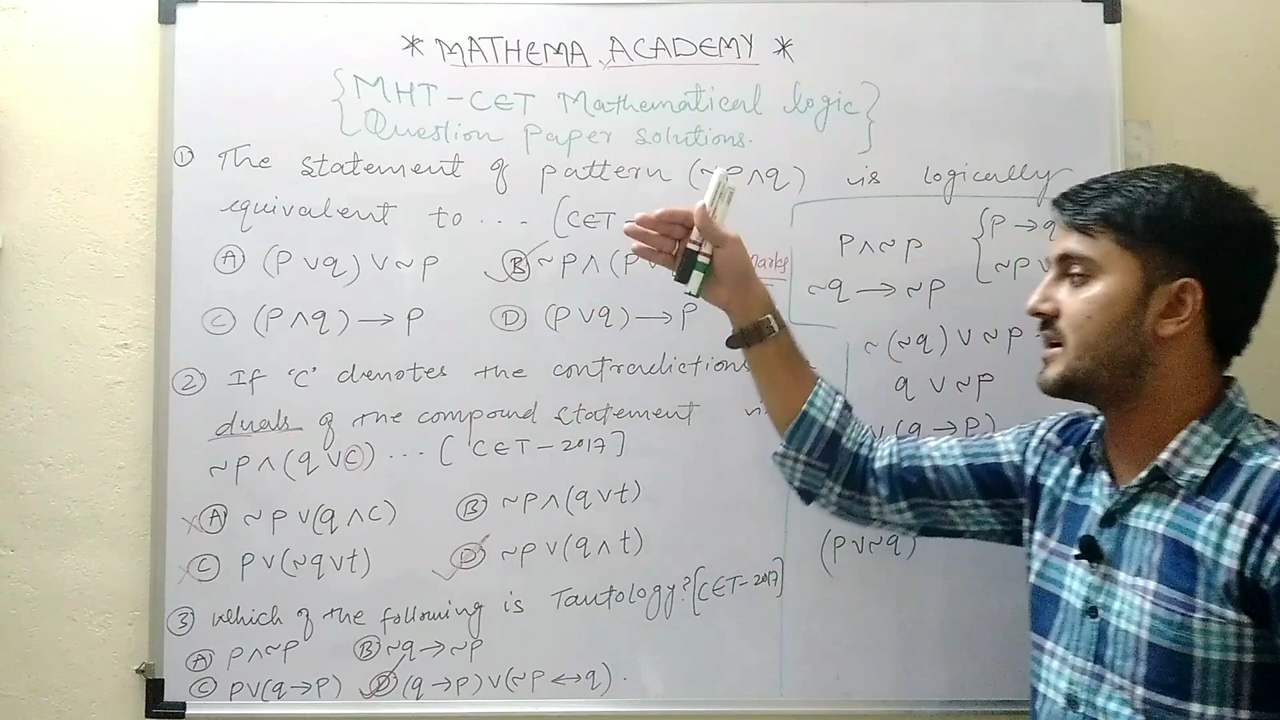 * MATHEMA ACADEMY *
{MHT-CET Mathematical logic
Question Paper solutions.}
① The statement of pattern (~P∧q) is logically
equivalent to ... [CET-
Ⓐ (P∨q)∨~P Ⓑ ~P∧(P∨ marks
Ⓒ (P∧q)→P Ⓓ (P∨q)→P
② If 'C' denotes the contradictions
duals of the compound statement
~P∧(q∨C) ... [CET-2017]
Ⓐ ~P∨(q∧C) Ⓑ ~P∧(q∨t)
Ⓒ P∨(~q∨t) Ⓓ ~P∨(q∧t)
③ Which of the following is Tautology? [CET-2017]
Ⓐ P∧~P Ⓑ ~q→~P
Ⓒ P∨(q→P) Ⓓ (q→P)∨(~P↔q).
P∧~P {P→q
~q→~P ~P∨
~(~q)∨~P
q∨~P
∨(q→P)
(P∨~q)